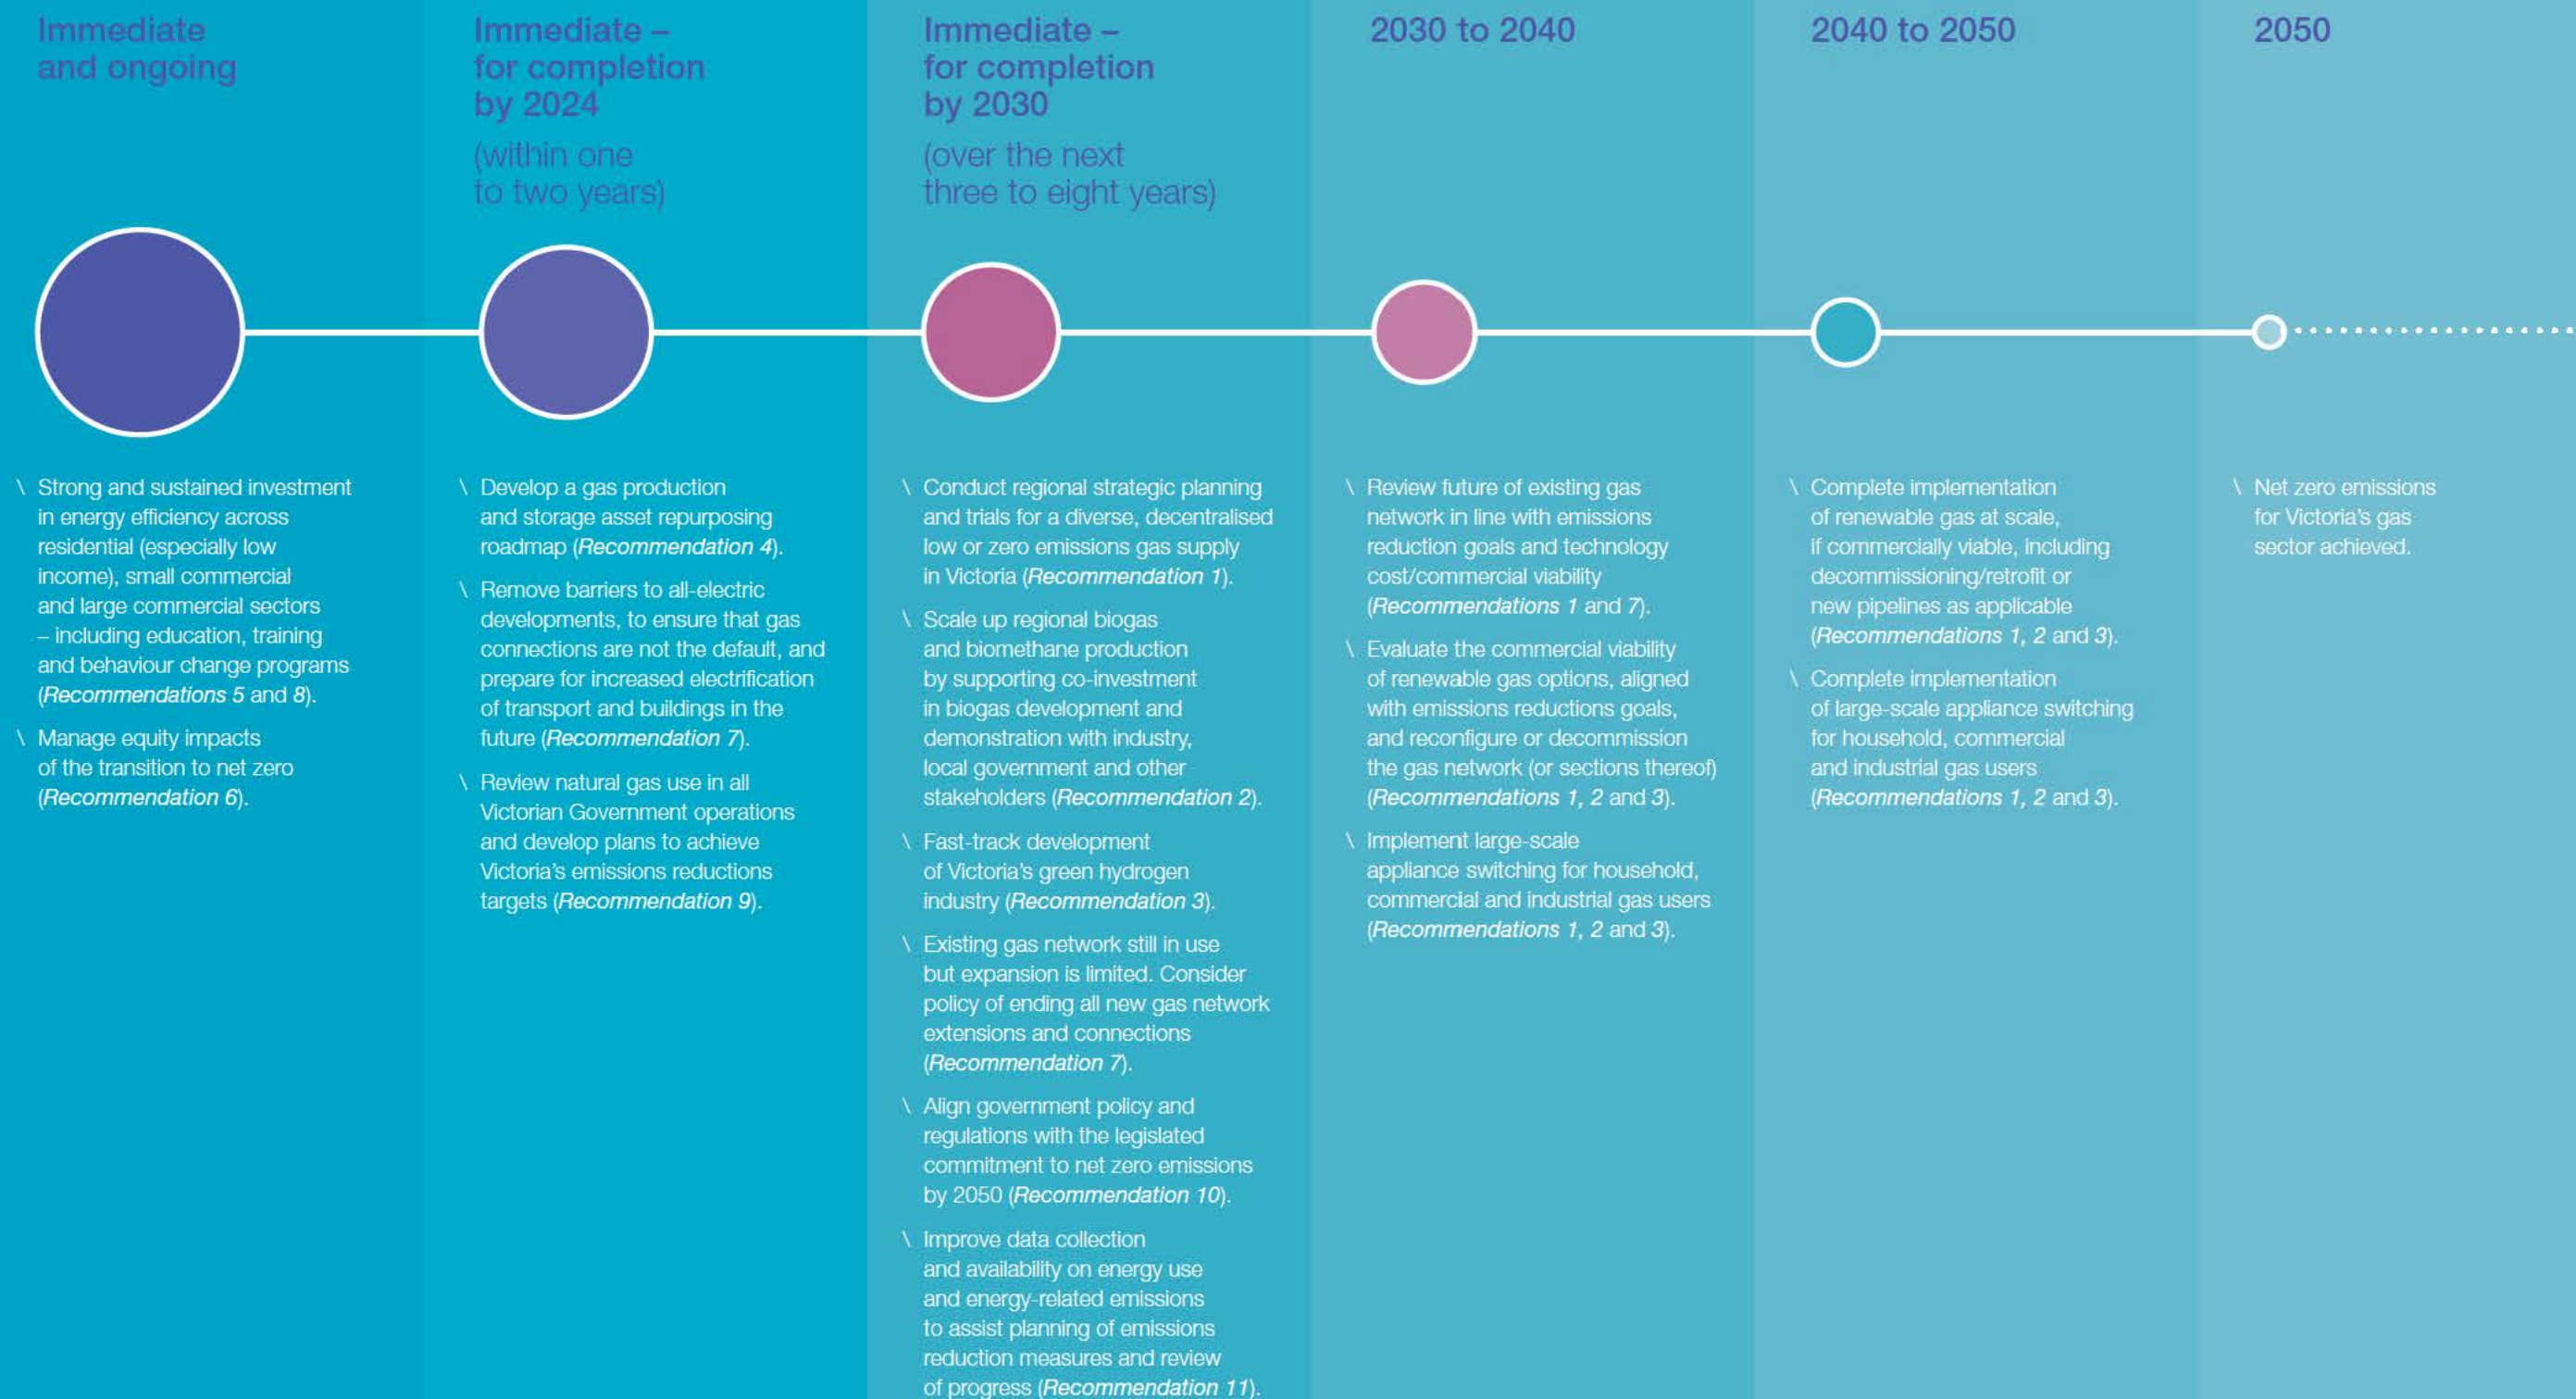 Immediate
and ongoing
\ Strong and sustained investment
in energy efficiency across
residential (especially low
income), small commercial
and large commercial sectors
– including education, training
and behaviour change programs
(Recommendations 5 and 8).
\ Manage equity impacts
of the transition to net zero
(Recommendation 6).
Immediate –
for completion
by 2024
(within one
to two years)
\ Develop a gas production
and storage asset repurposing
roadmap (Recommendation 4).
\ Remove barriers to all-electric
developments, to ensure that gas
connections are not the default, and
prepare for increased electrification
of transport and buildings in the
future (Recommendation 7).
\ Review natural gas use in all
Victorian Government operations
and develop plans to achieve
Victoria's emissions reductions
targets (Recommendation 9).
Immediate –
for completion
by 2030
(over the next
three to eight years)
\ Conduct regional strategic planning
and trials for a diverse, decentralised
low or zero emissions gas supply
in Victoria (Recommendation 1).
\ Scale up regional biogas
and biomethane production
by supporting co-investment
in biogas development and
demonstration with industry,
local government and other
stakeholders (Recommendation 2).
\ Fast-track development
of Victoria's green hydrogen
industry (Recommendation 3).
\ Existing gas network still in use
but expansion is limited. Consider
policy of ending all new gas network
extensions and connections
(Recommendation 7).
\ Align government policy and
regulations with the legislated
commitment to net zero emissions
by 2050 (Recommendation 10).
\ Improve data collection
and availability on energy use
and energy-related emissions
to assist planning of emissions
reduction measures and review
of progress (Recommendation 11).
2030 to 2040
\ Review future of existing gas
network in line with emissions
reduction goals and technology
cost/commercial viability
(Recommendations 1 and 7).
\ Evaluate the commercial viability
of renewable gas options, aligned
with emissions reductions goals,
and reconfigure or decommission
the gas network (or sections thereof)
(Recommendations 1, 2 and 3).
\ Implement large-scale
appliance switching for household,
commercial and industrial gas users
(Recommendations 1, 2 and 3).
2040 to 2050
\ Complete implementation
of renewable gas at scale,
if commercially viable, including
decommissioning/retrofit or
new pipelines as applicable
(Recommendations 1, 2 and 3).
\ Complete implementation
of large-scale appliance switching
for household, commercial
and industrial gas users
(Recommendations 1, 2 and 3).
2050
\ Net zero emissions
for Victoria's gas
sector achieved.